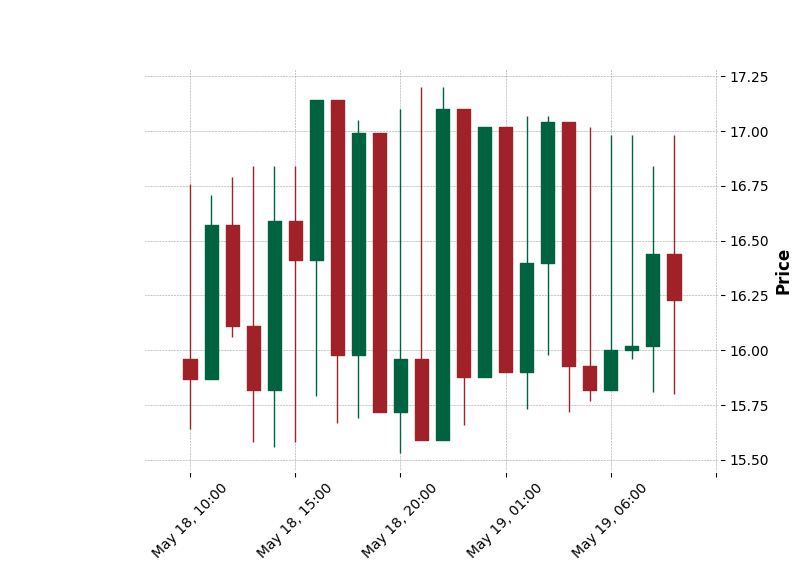 17.25
17.00
16.75
16.50
16.25
16.00
15.75
15.50
Price
May 18, 10:00
May 18, 15:00
May 18, 20:00
May 19, 01:00
May 19, 06:00